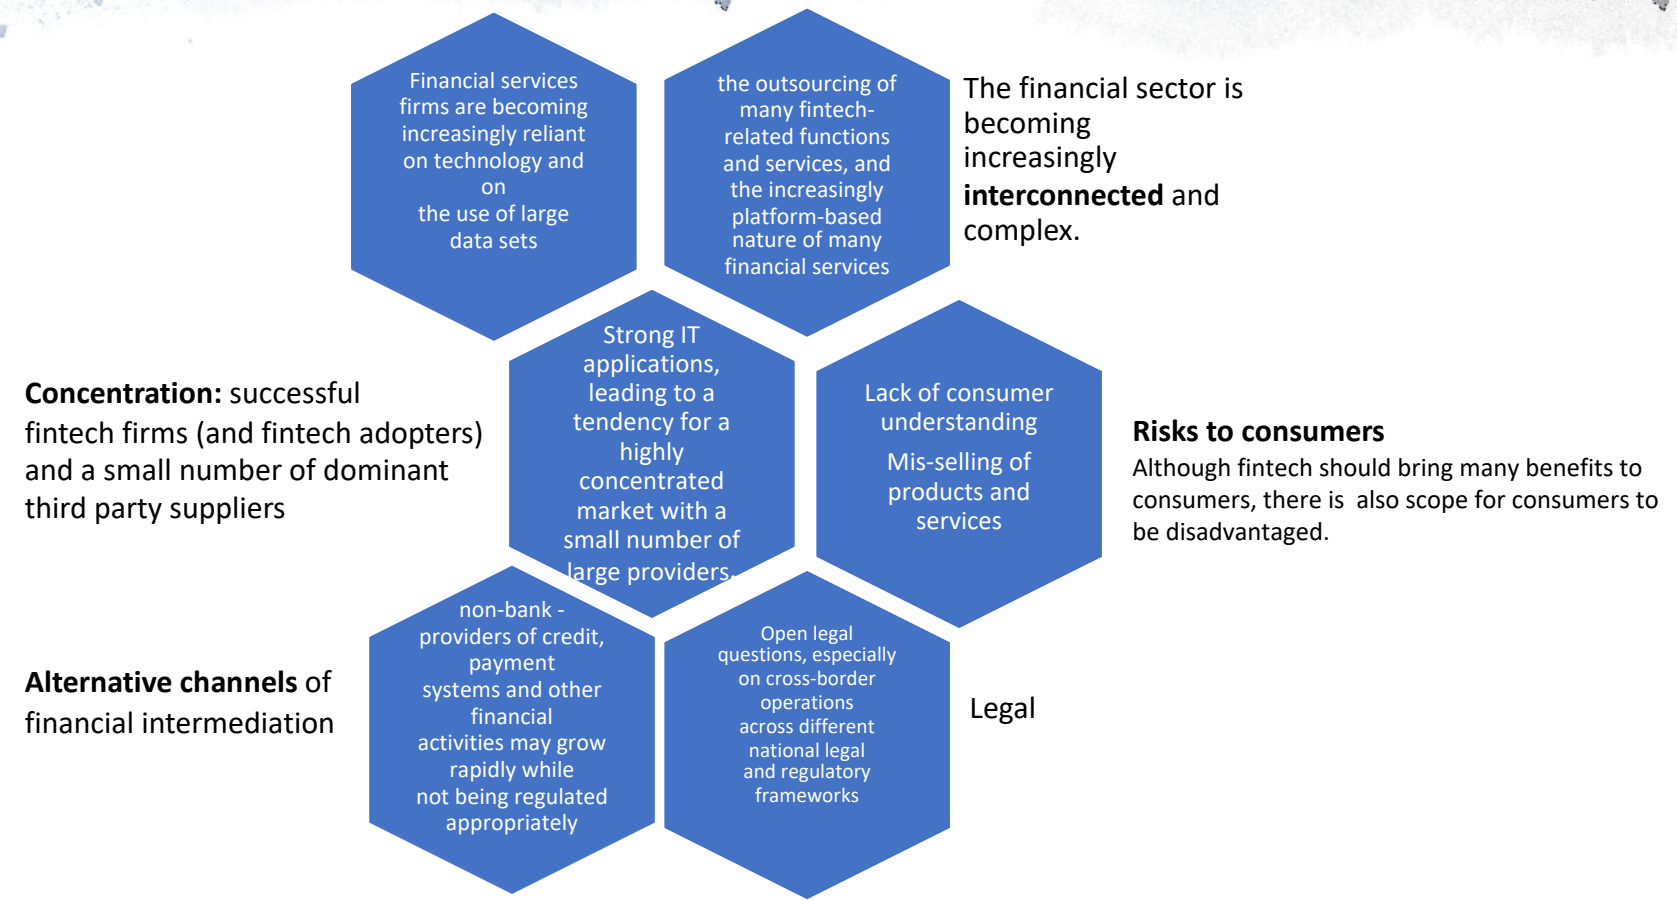 Financial services
firms are becoming
increasingly reliant
on technology and
on
the use of large
data sets
the outsourcing of
many fintech-
related functions
and services, and
the increasingly
platform-based
nature of many
financial services
The financial sector is
becoming
increasingly
interconnected and
complex.
Concentration: successful
fintech firms (and fintech adopters)
and a small number of dominant
third party suppliers
Strong IT
applications,
leading to a
tendency for a
highly
concentrated
market with a
small number of
large providers.
Lack of consumer
understanding
Mis-selling of
products and
services
Risks to consumers
Although fintech should bring many benefits to
consumers, there is also scope for consumers to
be disadvantaged.
Alternative channels of
financial intermediation
non-bank -
providers of credit,
payment
systems and other
financial
activities may grow
rapidly while
not being regulated
appropriately
Open legal
questions, especially
on cross-border
operations
across different
national legal
and regulatory
frameworks
Legal